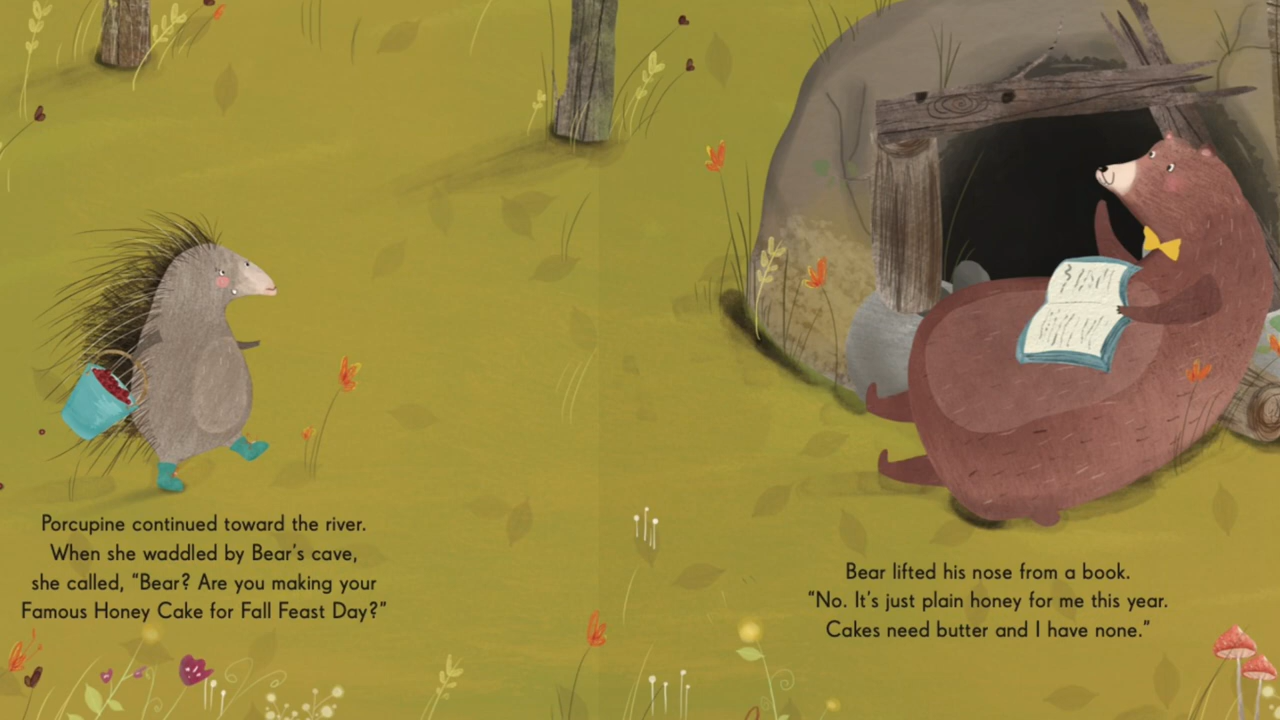 Porcupine continued toward the river.
When she waddled by Bear's cave,
she called, "Bear? Are you making your
Famous Honey Cake for Fall Feast Day?"
Bear lifted his nose from a book.
"No. It's just plain honey for me this year.
Cakes need butter and I have none."